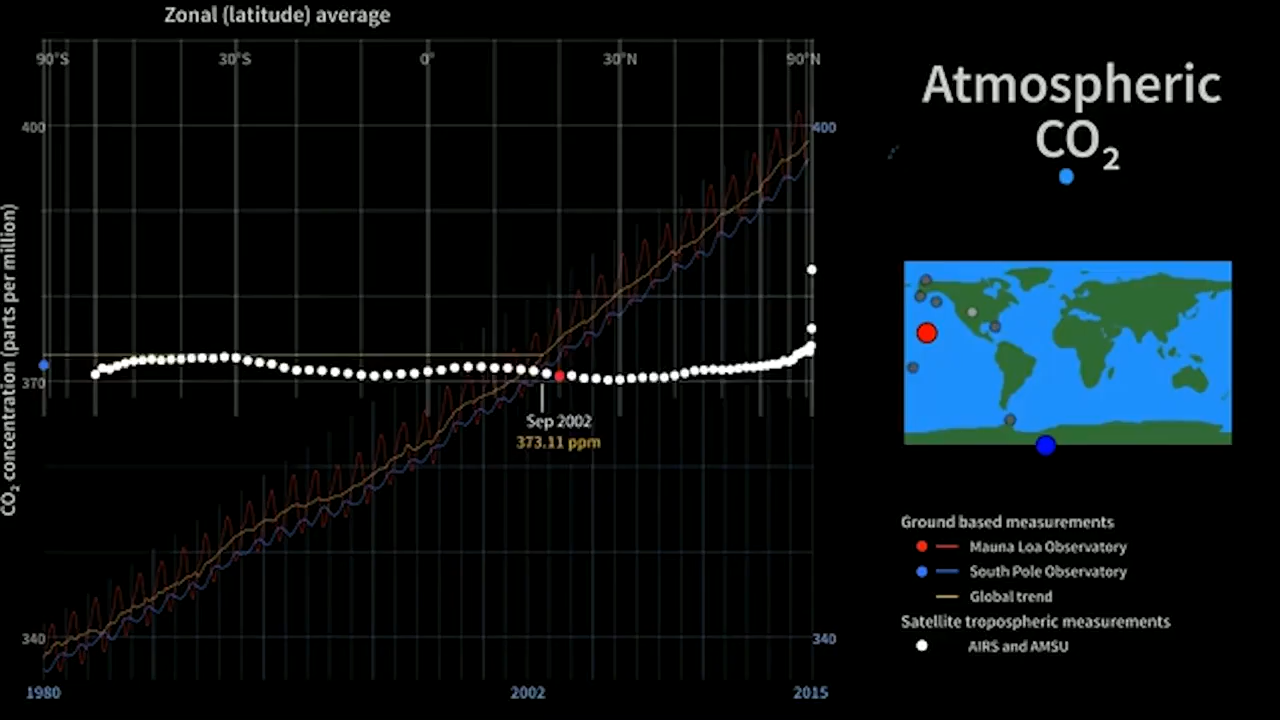 Zonal (latitude) average
90°S 30°S 0° 30°N 90°N
Atmospheric
CO₂
400 400
CO₂ concentration (parts per million)
370
Sep 2002
373.11 ppm
Ground based measurements
Mauna Loa Observatory
South Pole Observatory
Global trend
Satellite tropospheric measurements
AIRS and AMSU
340 340
1980 2002 2015